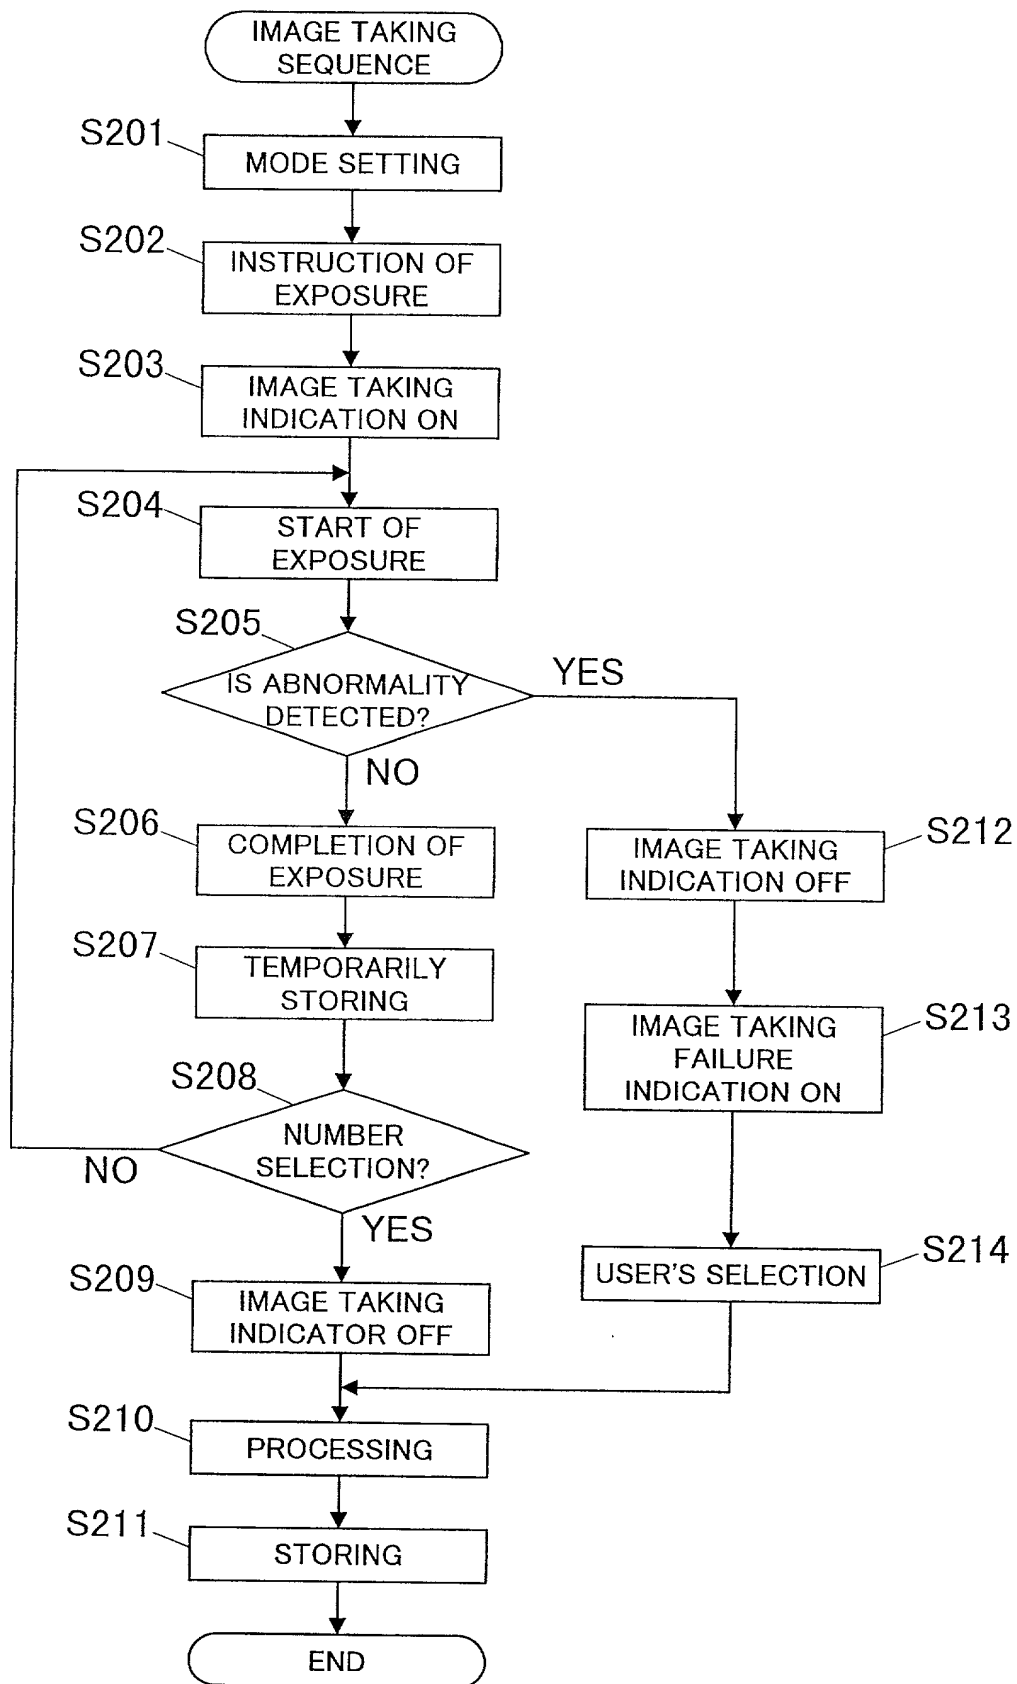 IMAGE TAKING
SEQUENCE
S201
MODE SETTING
S202
INSTRUCTION OF
EXPOSURE
S203
IMAGE TAKING
INDICATION ON
S204
START OF
EXPOSURE
S205
IS ABNORMALITY
DETECTED?
YES
NO
S206
COMPLETION OF
EXPOSURE
S212
IMAGE TAKING
INDICATION OFF
S207
TEMPORARILY
STORING
S213
IMAGE TAKING
FAILURE
INDICATION ON
S208
NUMBER
SELECTION?
NO
YES
S214
USER'S SELECTION
S209
IMAGE TAKING
INDICATOR OFF
S210
PROCESSING
S211
STORING
END